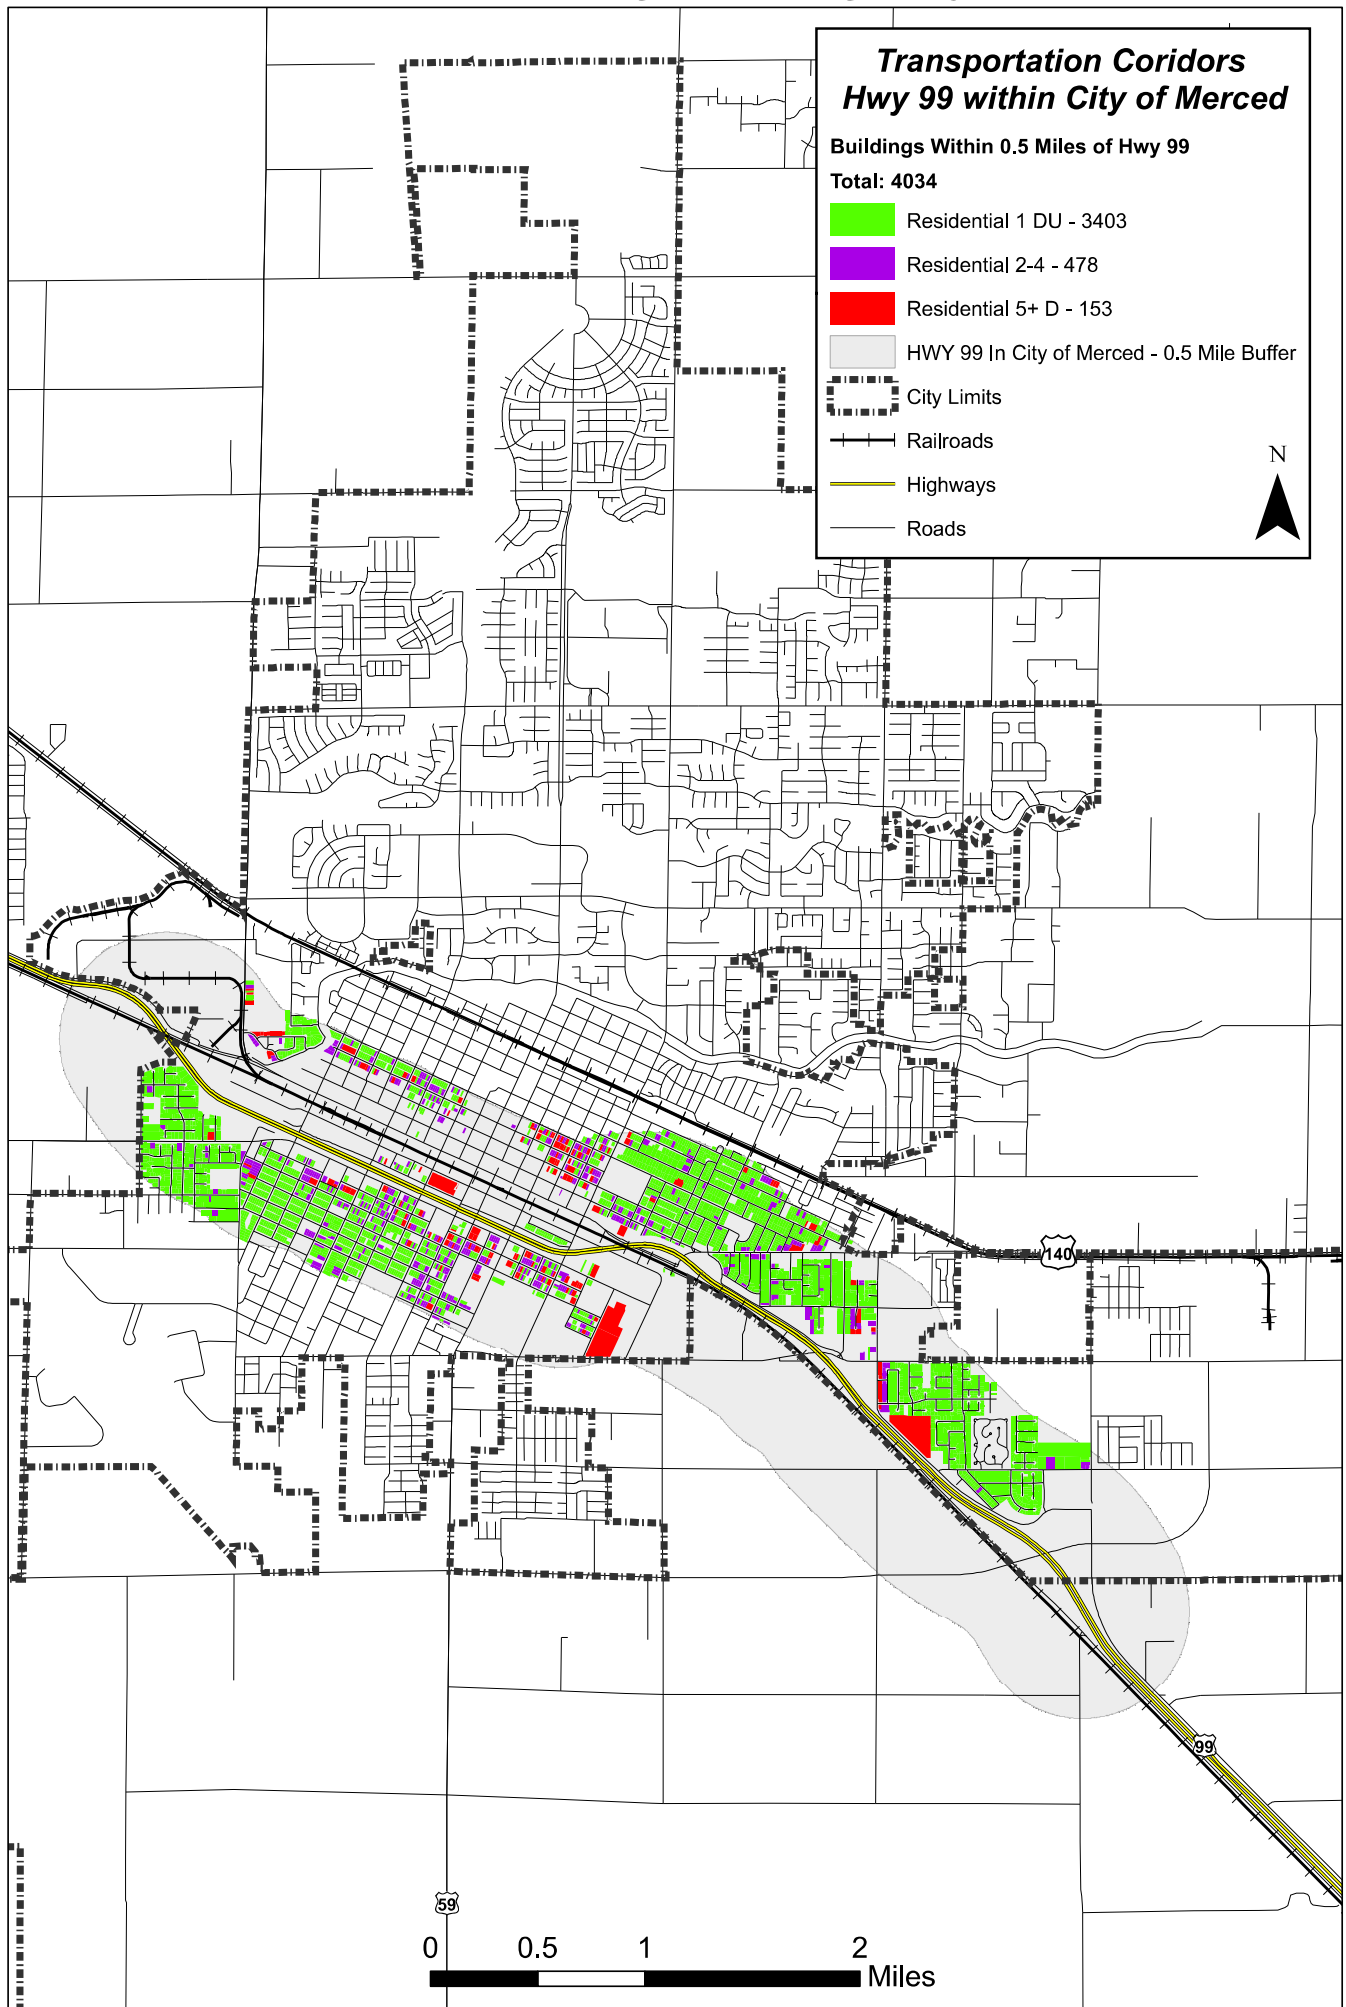 Transportation Coridors
Hwy 99 within City of Merced
Buildings Within 0.5 Miles of Hwy 99
Total: 4034
Residential 1 DU - 3403
Residential 2-4 - 478
Residential 5+ D - 153
HWY 99 In City of Merced - 0.5 Mile Buffer
City Limits
Railroads
N
Highways
Roads
140
99
59
0 0.5 1 2
Miles